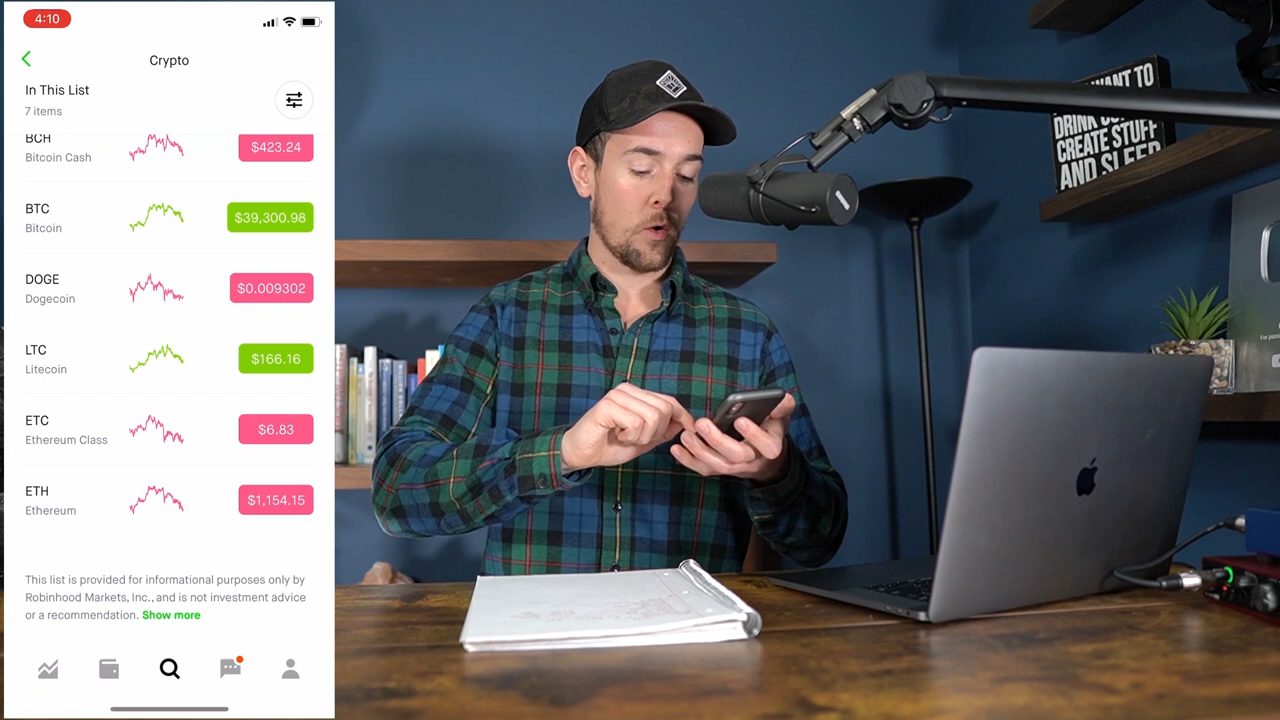 4:10
Crypto
In This List
7 items
BCH
Bitcoin Cash
$423.24
BTC
Bitcoin
$39,300.98
DOGE
Dogecoin
$0.009302
LTC
Litecoin
$166.16
ETC
Ethereum Class
$6.83
ETH
Ethereum
$1,154.15
This list is provided for informational purposes only by
Robinhood Markets, Inc., and is not investment advice
or a recommendation. Show more
WANT TO
DRINK
CREATE STUFF
AND SLEEP